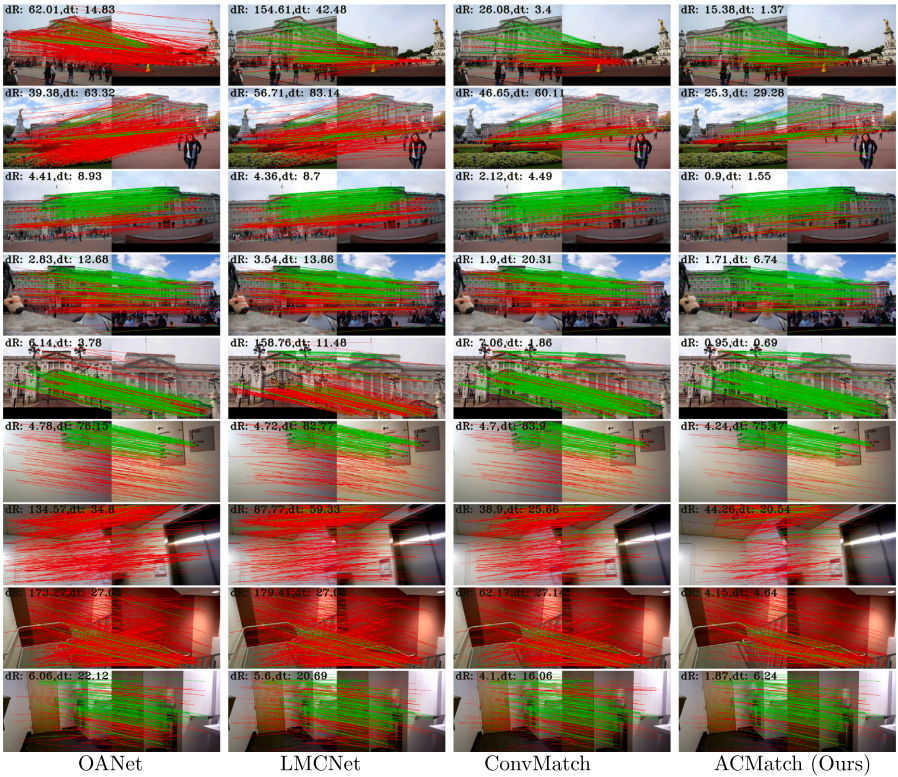 dR: 62.01,dt: 14.83 dR: 154.61,dt: 42.48 dR: 26.08,dt: 3.4 dR: 15.38,dt: 1.37
dR: 39.38,dt: 63.32 dR: 56.71,dt: 83.14 dR: 46.65,dt: 60.11 dR: 25.3,dt: 29.28
dR: 4.41,dt: 8.93 dR: 4.36,dt: 8.7 dR: 2.12,dt: 4.49 dR: 0.9,dt: 1.55
dR: 2.83,dt: 12.68 dR: 3.54,dt: 13.86 dR: 1.9,dt: 20.31 dR: 1.71,dt: 6.74
dR: 6.14,dt: 3.78 dR: 158.76,dt: 11.48 dR: 7.06,dt: 1.86 dR: 0.95,dt: 0.69
dR: 4.78,dt: 76.15 dR: 4.72,dt: 82.77 dR: 4.7,dt: 83.9 dR: 4.24,dt: 75.47
dR: 134.57,dt: 34.8 dR: 87.77,dt: 59.33 dR: 38.9,dt: 25.66 dR: 44.26,dt: 20.54
dR: 173.27,dt: dR: 179.41,dt: dR: 62.17,dt: 27.14 dR: 4.15,dt: 4.64
dR: 6.06,dt: 22.12 dR: 5.6,dt: 20.69 dR: 4.1,dt: 16.06 dR: 1.87,dt: 6.24
OANet LMCNet ConvMatch ACMatch (Ours)